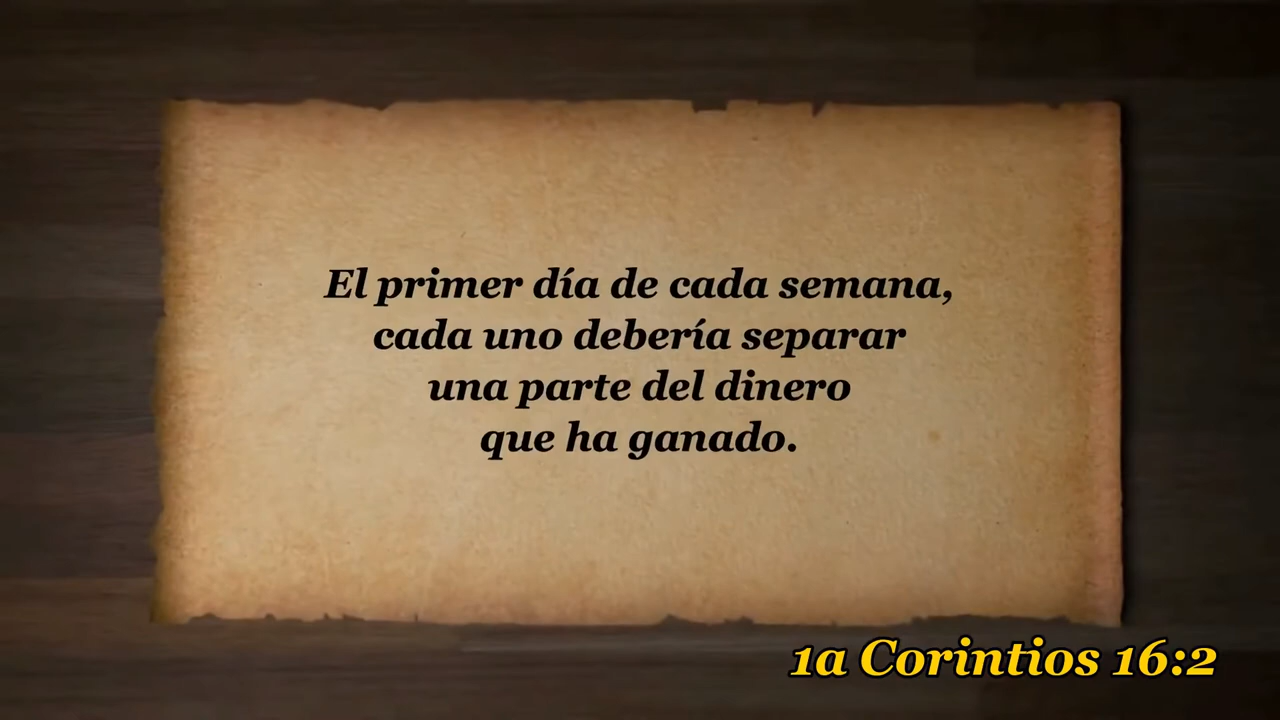 El primer día de cada semana,
cada uno debería separar
una parte del dinero
que ha ganado.
1a Corintios 16:2